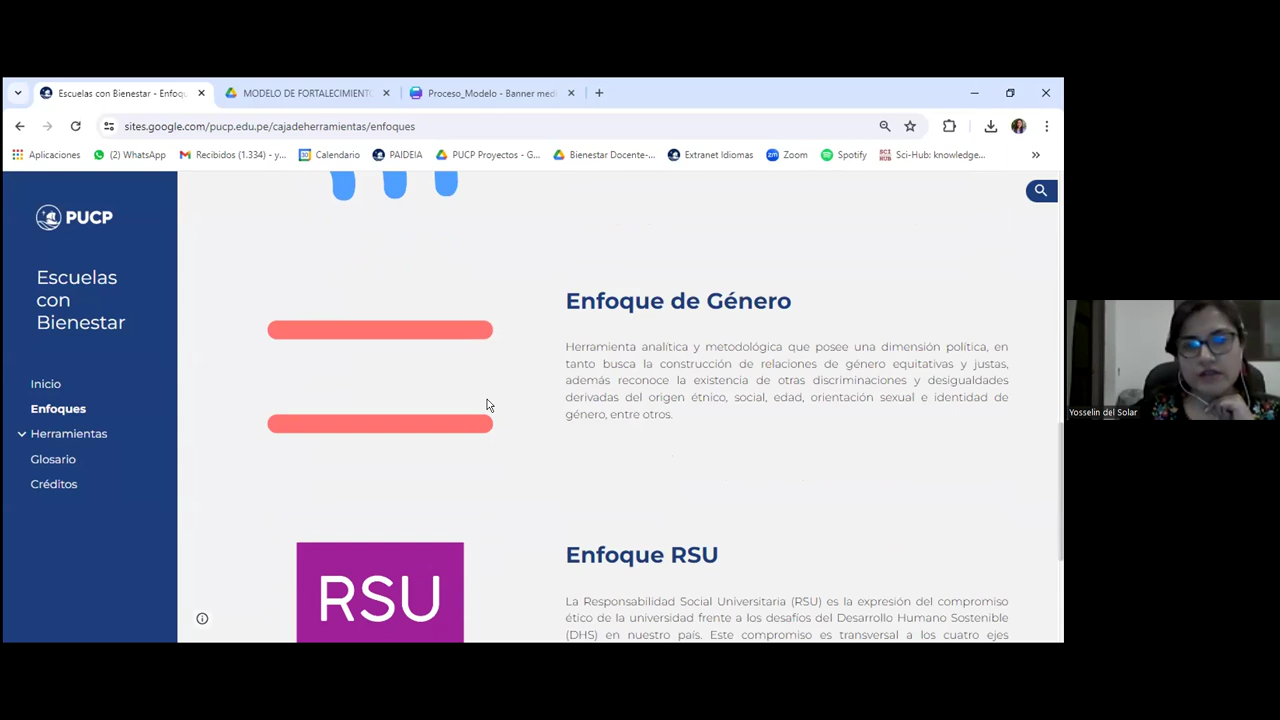 Escuelas con Bienestar - Enfoqu
MODELO DE FORTALECIMIENTO
Proceso_Modelo - Banner med
sites.google.com/pucp.edu.pe/cajadeherramientas/enfoques
Aplicaciones
(2) WhatsApp
Recibidos (1.334) - y...
Calendario
PAIDEIA
PUCP Proyectos - G...
Bienestar Docente-...
Extranet Idiomas
zm Zoom
Spotify
SCI HUB Sci-Hub: knowledge...
PUCP
Escuelas
con
Bienestar
Inicio
Enfoques
Herramientas
Glosario
Créditos
Enfoque de Género
Herramienta analítica y metodológica que posee una dimensión política, en
tanto busca la construcción de relaciones de género equitativas y justas,
además reconoce la existencia de otras discriminaciones y desigualdades
derivadas del origen étnico, social, edad, orientación sexual e identidad de
género, entre otros.
RSU
Enfoque RSU
La Responsabilidad Social Universitaria (RSU) es la expresión del compromiso
ético de la universidad frente a los desafíos del Desarrollo Humano Sostenible
(DHS) en nuestro país. Este compromiso es transversal a los cuatro ejes
Yosselin del Solar